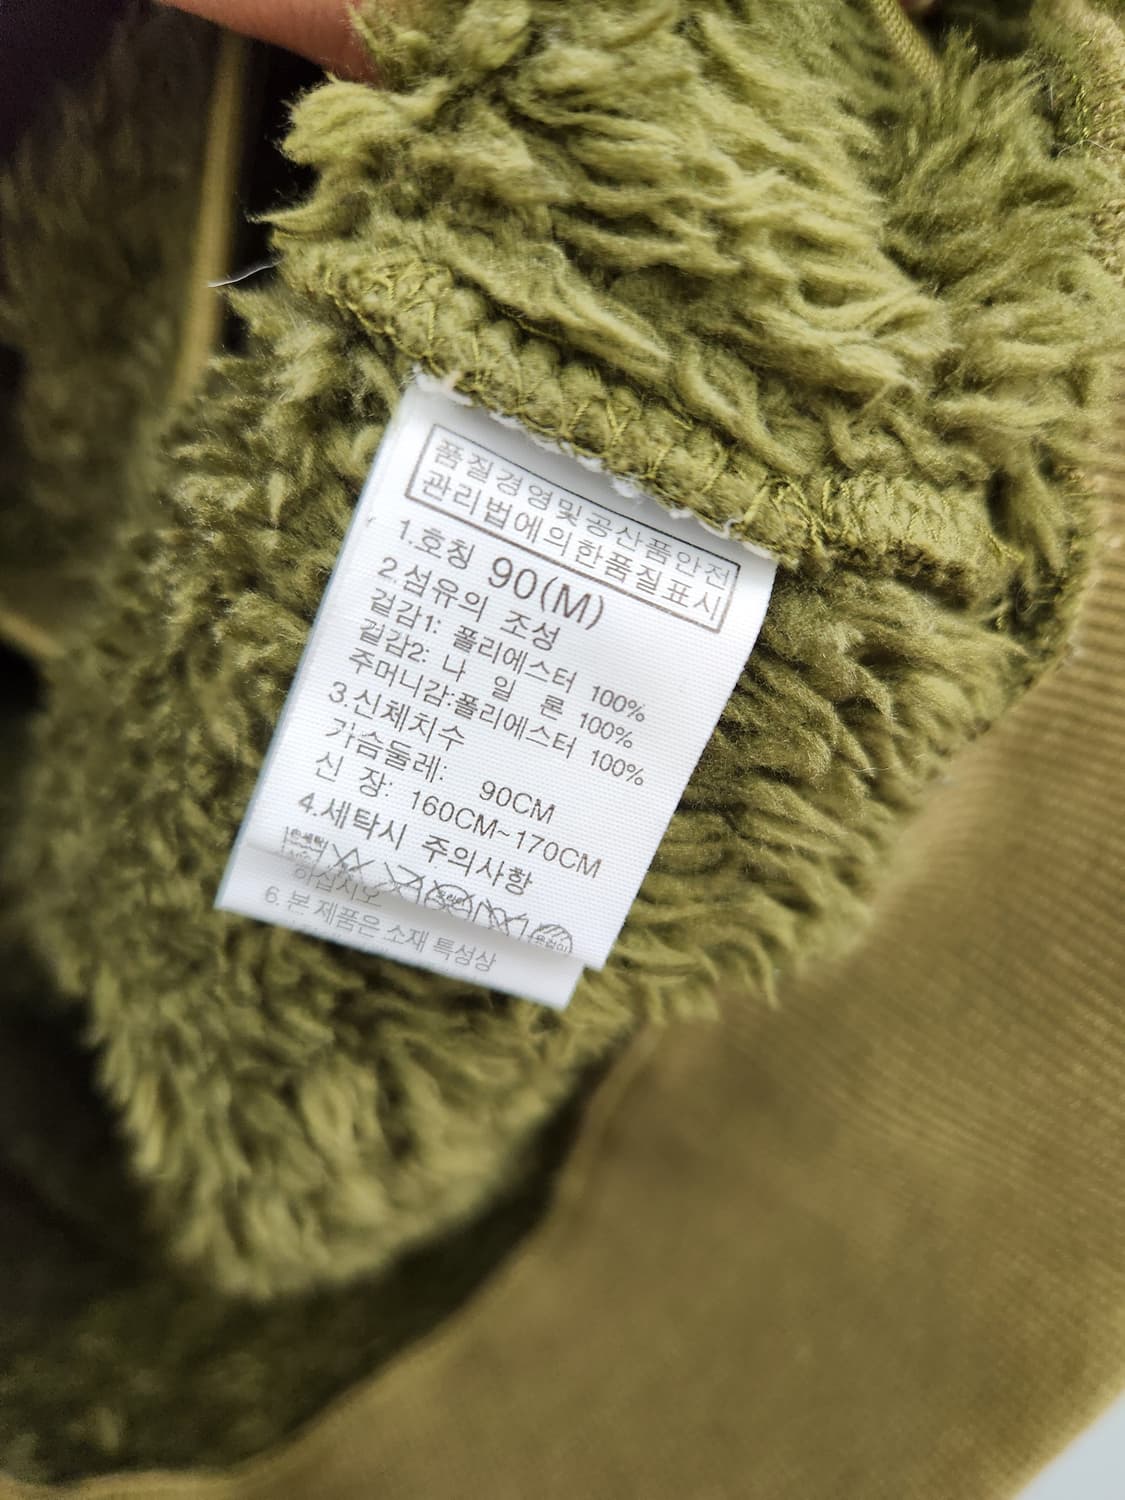 품질경영및공산품안전
관리법에의한품질표시
1.호칭 90(M)
2.섬유의 조성
겉감1: 폴리에스터 100%
겉감2: 나 일 론 100%
주머니감:폴리에스터 100%
3.신체치수
가슴둘레: 90CM
신 장: 160CM~170CM
4.세탁시 주의사항
하십시오
6.본 제품은 소재 특성상